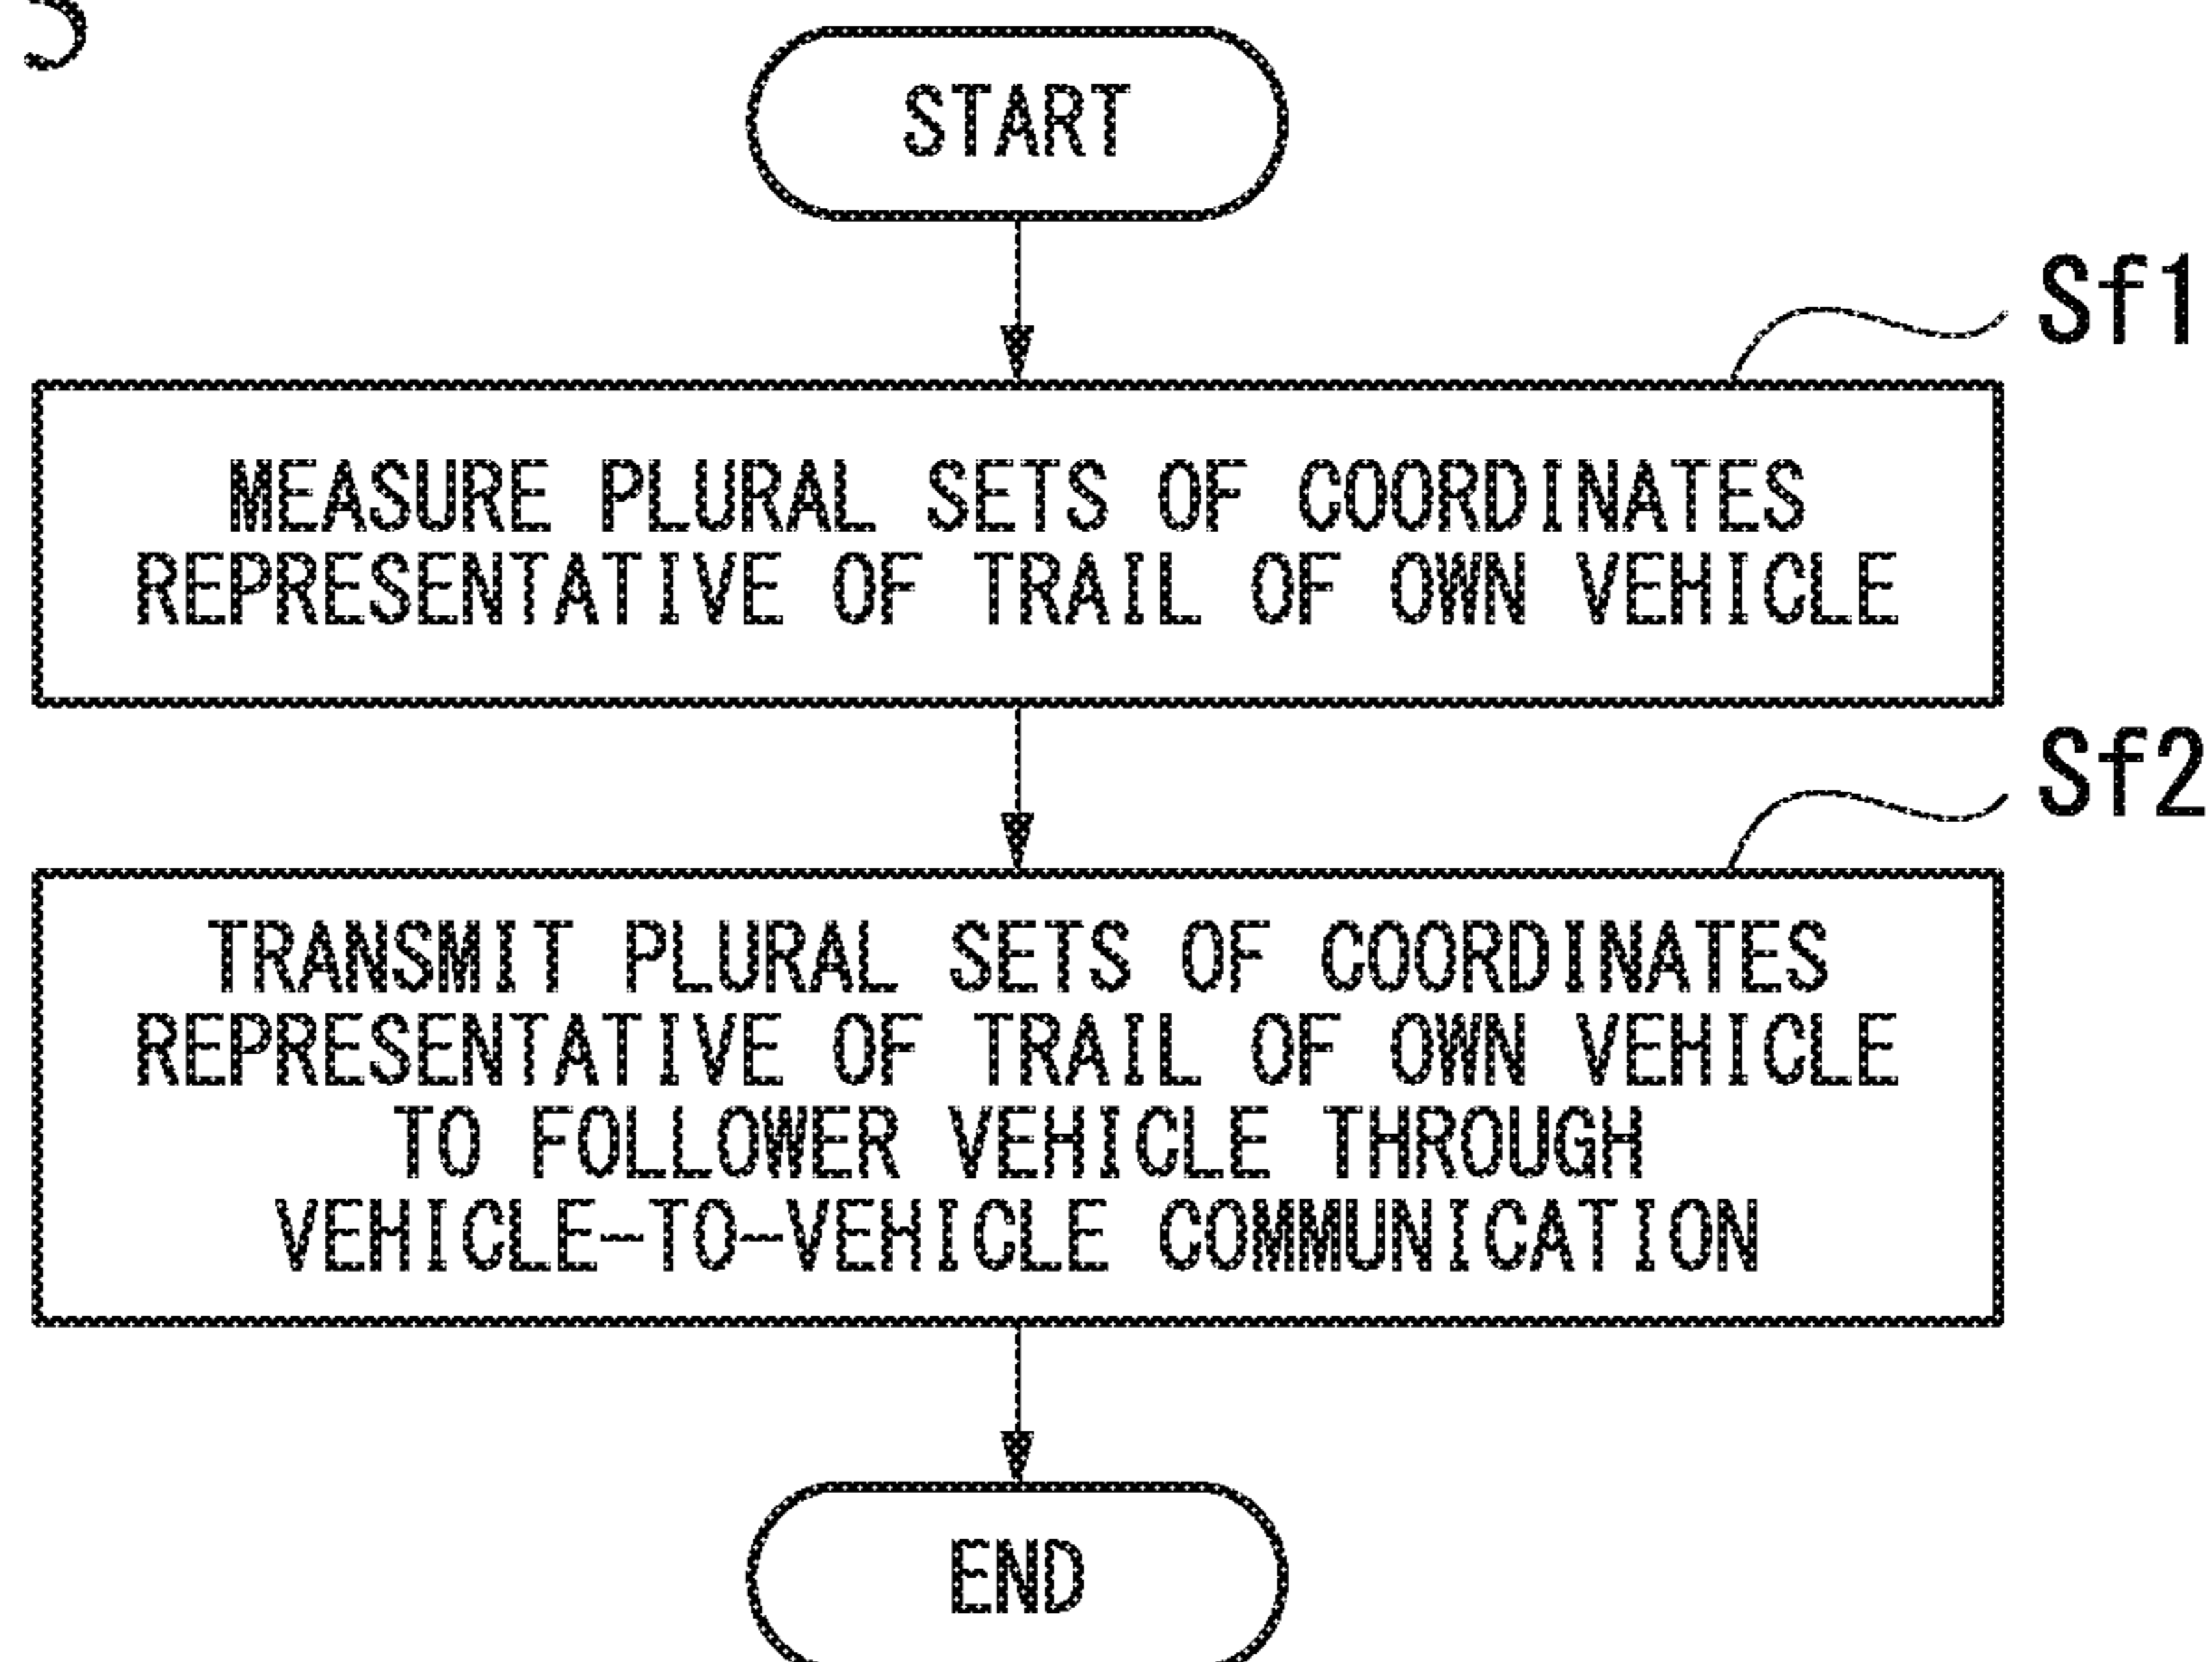 START
Sf1
MEASURE PLURAL SETS OF COORDINATES
REPRESENTATIVE OF TRAIL OF OWN VEHICLE
Sf2
TRANSMIT PLURAL SETS OF COORDINATES
REPRESENTATIVE OF TRAIL OF OWN VEHICLE
TO FOLLOWER VEHICLE THROUGH
VEHICLE-TO-VEHICLE COMMUNICATION
END